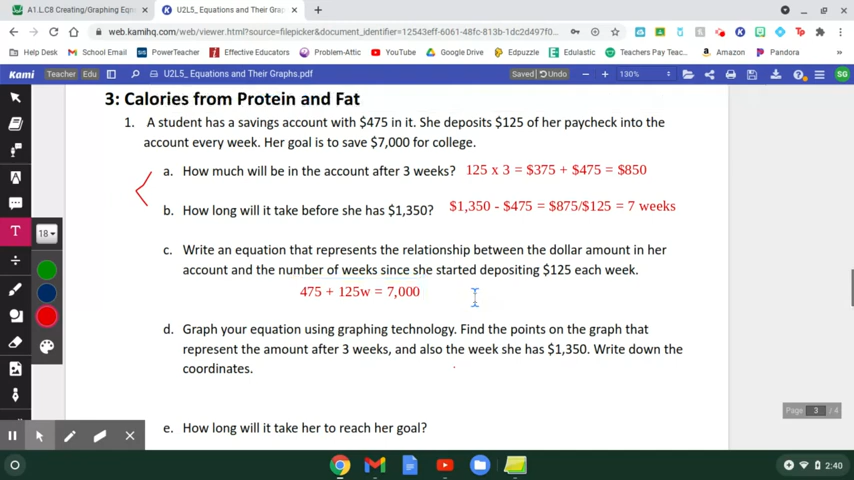 A1.LC8 Creating/Graphing Equ
U2L5_ Equations and Their Graphs
web.kamihq.com/web/viewer.html?source=filepicker&document_identifier=12543eff-6061-48fc-813b-1dc2d497f0...
Help Desk School Email SIS PowerTeacher Effective Educators Problem-Attic YouTube Google Drive Edpuzzle Edulastic Teachers Pay Teac... Amazon Pandora
Kami Teacher Edu U2L5_ Equations and Their Graphs.pdf Saved Undo 130% SG
3: Calories from Protein and Fat
1. A student has a savings account with $475 in it. She deposits $125 of her paycheck into the
account every week. Her goal is to save $7,000 for college.
a. How much will be in the account after 3 weeks? 125 x 3 = $375 + $475 = $850
b. How long will it take before she has $1,350? $1,350 - $475 = $875/$125 = 7 weeks
18
c. Write an equation that represents the relationship between the dollar amount in her
account and the number of weeks since she started depositing $125 each week.
475 + 125w = 7,000
d. Graph your equation using graphing technology. Find the points on the graph that
represent the amount after 3 weeks, and also the week she has $1,350. Write down the
coordinates.
Page 3 / 4
e. How long will it take her to reach her goal?
2:40